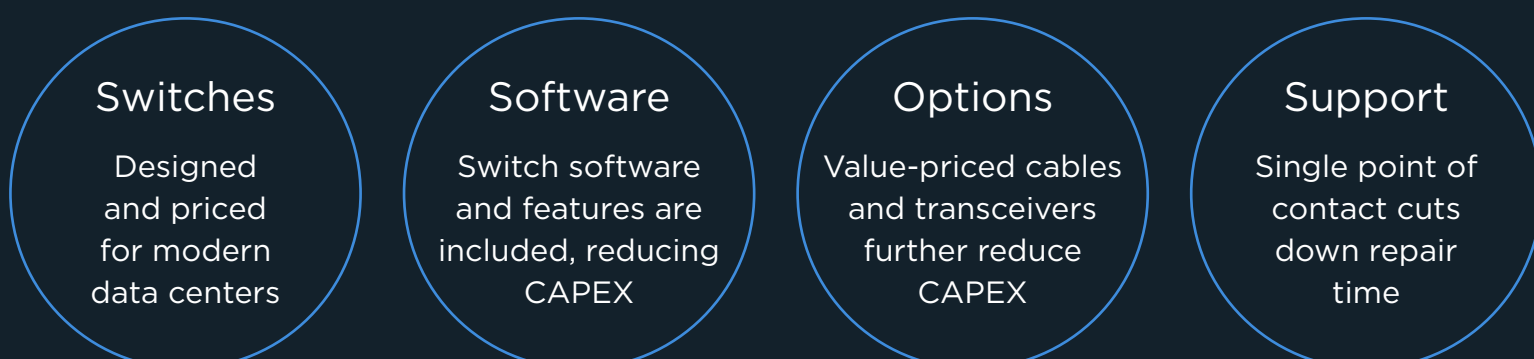 Switches
Designed
and priced
for modern
data centers
Software
Switch software
and features are
included, reducing
CAPEX
Options
Value-priced cables
and transceivers
further reduce
CAPEX
Support
Single point of
contact cuts
down repair
time